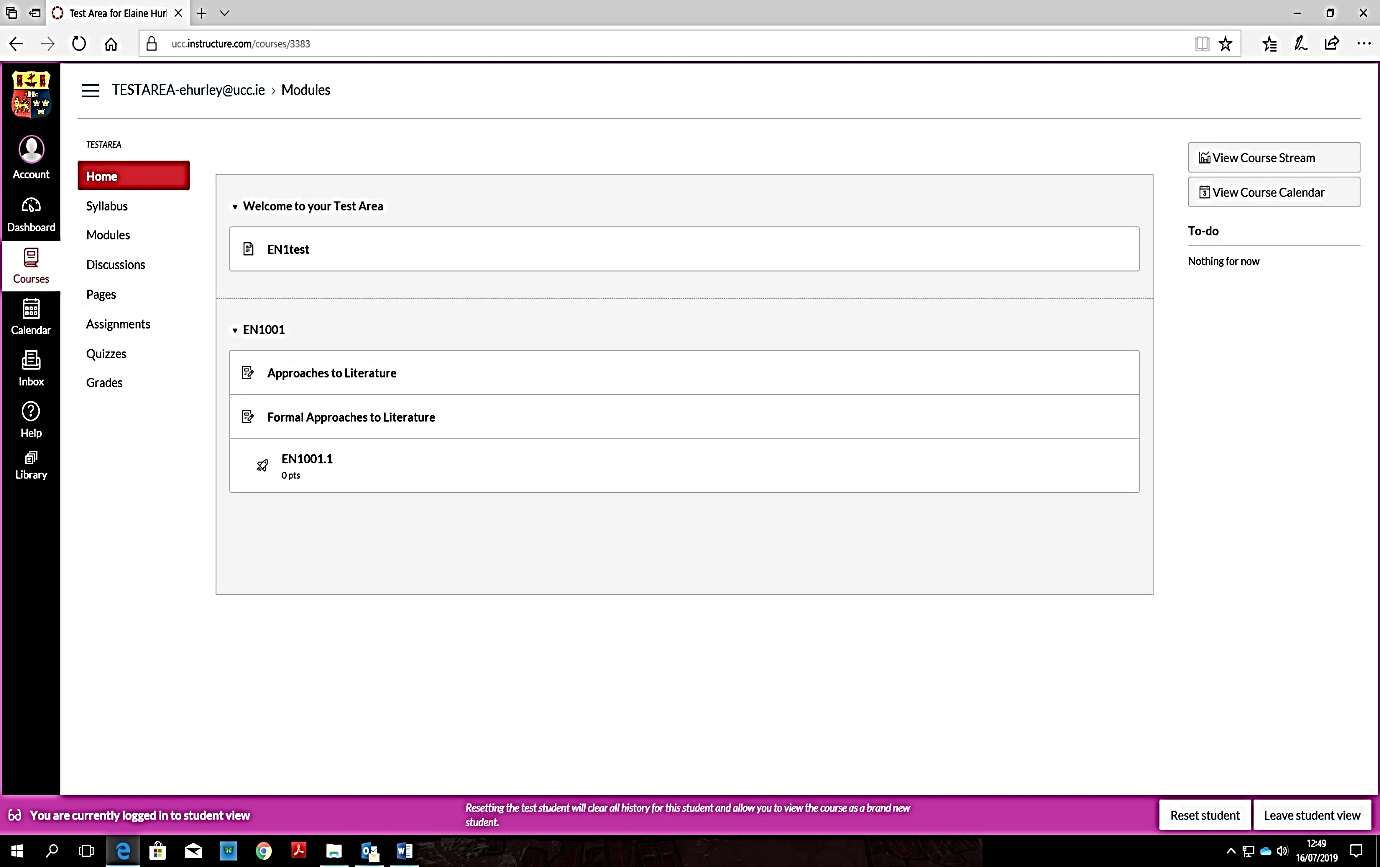 Test Area for Elaine Hurl
ucc.instructure.com/courses/3383
TESTAREA-ehurley@ucc.ie › Modules
TESTAREA
Account
Dashboard
Courses
Calendar
Inbox
Help
Library
Home
Syllabus
Modules
Discussions
Pages
Assignments
Quizzes
Grades
Welcome to your Test Area
EN1test
EN1001
Approaches to Literature
Formal Approaches to Literature
EN1001.1
0 pts
View Course Stream
View Course Calendar
To-do
Nothing for now
You are currently logged in to student view
Resetting the test student will clear all history for this student and allow you to view the course as a brand new
student.
Reset student
Leave student view
12:49
16/07/2019